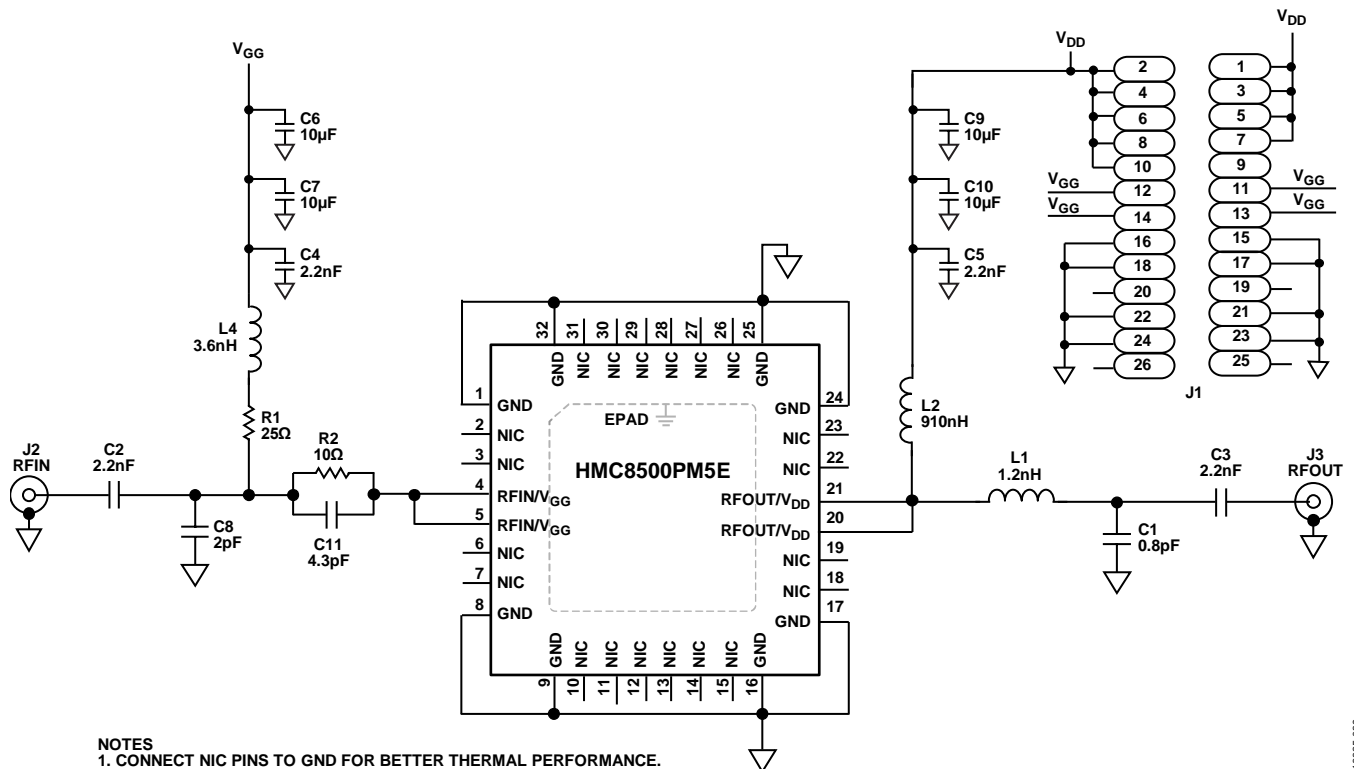 VGG
C6
10µF
C7
10µF
C4
2.2nF
L4
3.6nH
R1
25Ω
J2
RFIN
C2
2.2nF
C8
2pF
R2
10Ω
C11
4.3pF
32
31
30
29
28
27
26
25
GND
NIC
NIC
NIC
NIC
NIC
NIC
GND
1
GND
2
NIC
3
NIC
4
RFIN/VGG
5
RFIN/VGG
6
NIC
7
NIC
8
GND
EPAD
HMC8500PM5E
24
GND
23
NIC
22
NIC
21
RFOUT/VDD
20
RFOUT/VDD
19
NIC
18
NIC
17
GND
GND
NIC
NIC
NIC
NIC
NIC
NIC
GND
9
10
11
12
13
14
15
16
VDD
C9
10µF
C10
10µF
C5
2.2nF
L2
910nH
L1
1.2nH
C1
0.8pF
C3
2.2nF
J3
RFOUT
2
4
6
8
10
VGG
12
VGG
14
16
18
20
22
24
26
VDD
1
3
5
7
9
11
VGG
13
VGG
15
17
19
21
23
25
J1
NOTES
1. CONNECT NIC PINS TO GND FOR BETTER THERMAL PERFORMANCE.